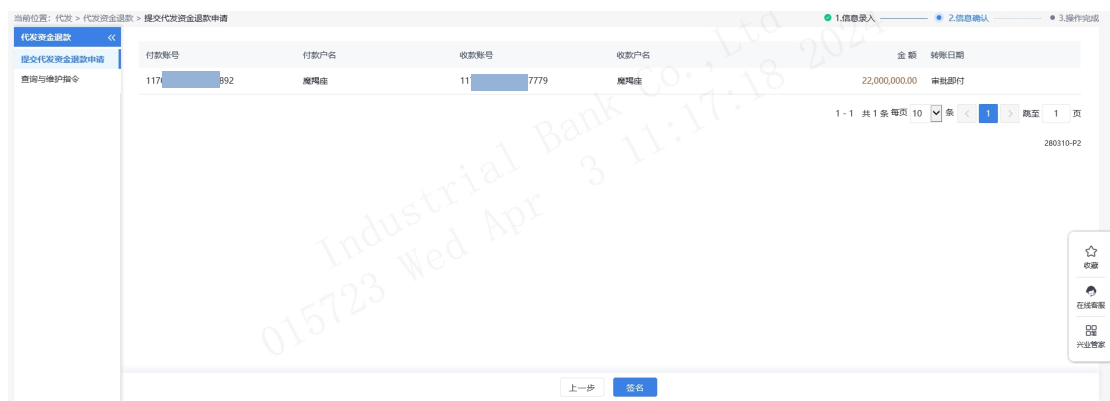 当前位置：代发 > 代发资金退款 > 提交代发资金退款申请
1.信息录入 2.信息确认 3.操作完成
代发资金退款 «
提交代发资金退款申请
查询与维护指令
付款账号 付款户名 收款账号 收款户名 金 额 转账日期
117 892 魔羯座 11 7779 魔羯座 22,000,000.00 审批即付
1 - 1 共 1 条 每页 10 条 < 1 > 跳至 1 页
280310-P2
Industrial Bank Co.,Ltd
015723 Wed Apr 3 11:17:18 2024
收藏
在线客服
兴业管家
上一步 签名